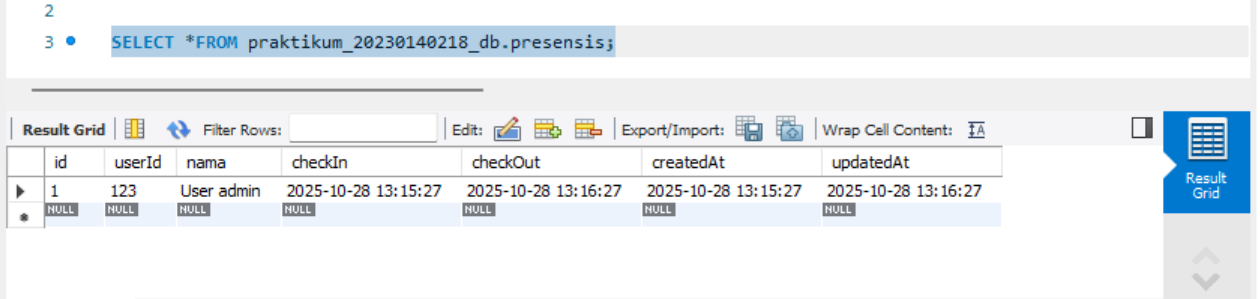 2
3 SELECT *FROM praktikum_20230140218_db.presensis;
Result Grid Filter Rows: Edit: Export/Import: Wrap Cell Content: IA
id userId nama checkIn checkOut createdAt updatedAt
1 123 User admin 2025-10-28 13:15:27 2025-10-28 13:16:27 2025-10-28 13:15:27 2025-10-28 13:16:27
NULL NULL NULL NULL NULL NULL NULL
Result
Grid